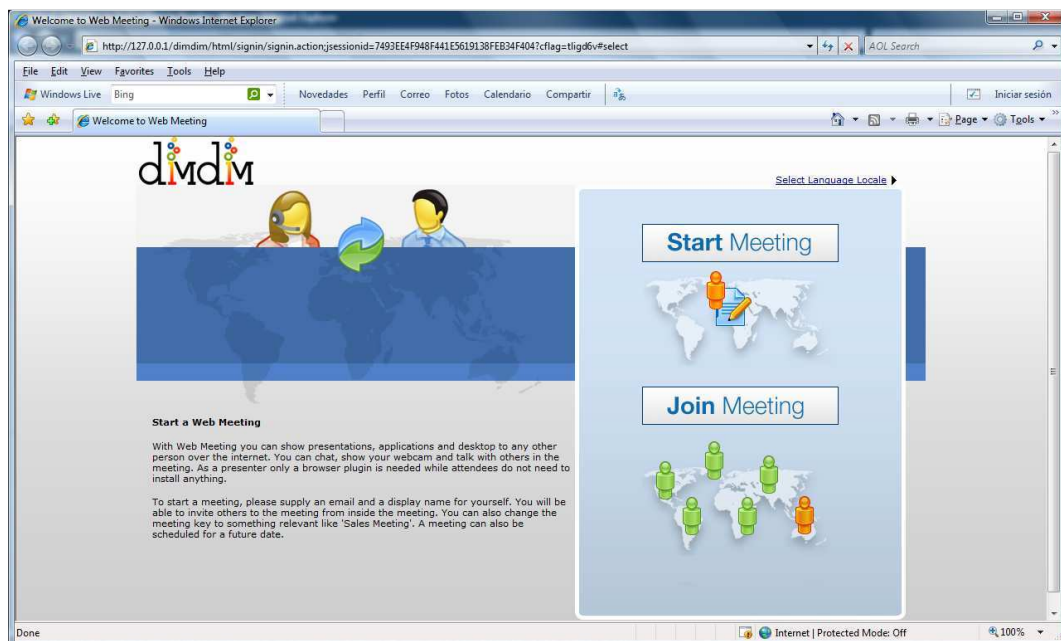 Welcome to Web Meeting - Windows Internet Explorer
http://127.0.0.1/dimdim/html/signin/signin.action;jsessionid=7493EE4F948F441E5619138FEB34F404?cflag=tligd6v#select
AOL Search
File Edit View Favorites Tools Help
Windows Live Bing Novedades Perfil Correo Fotos Calendario Compartir Iniciar sesión
Welcome to Web Meeting Page Tools
dimdim
Select Language Locale
Start Meeting
Join Meeting
Start a Web Meeting
With Web Meeting you can show presentations, applications and desktop to any other
person over the internet. You can chat, show your webcam and talk with others in the
meeting. As a presenter only a browser plugin is needed while attendees do not need to
install anything.
To start a meeting, please supply an email and a display name for yourself. You will be
able to invite others to the meeting from inside the meeting. You can also change the
meeting key to something relevant like 'Sales Meeting'. A meeting can also be
scheduled for a future date.
Done Internet | Protected Mode: Off 100%